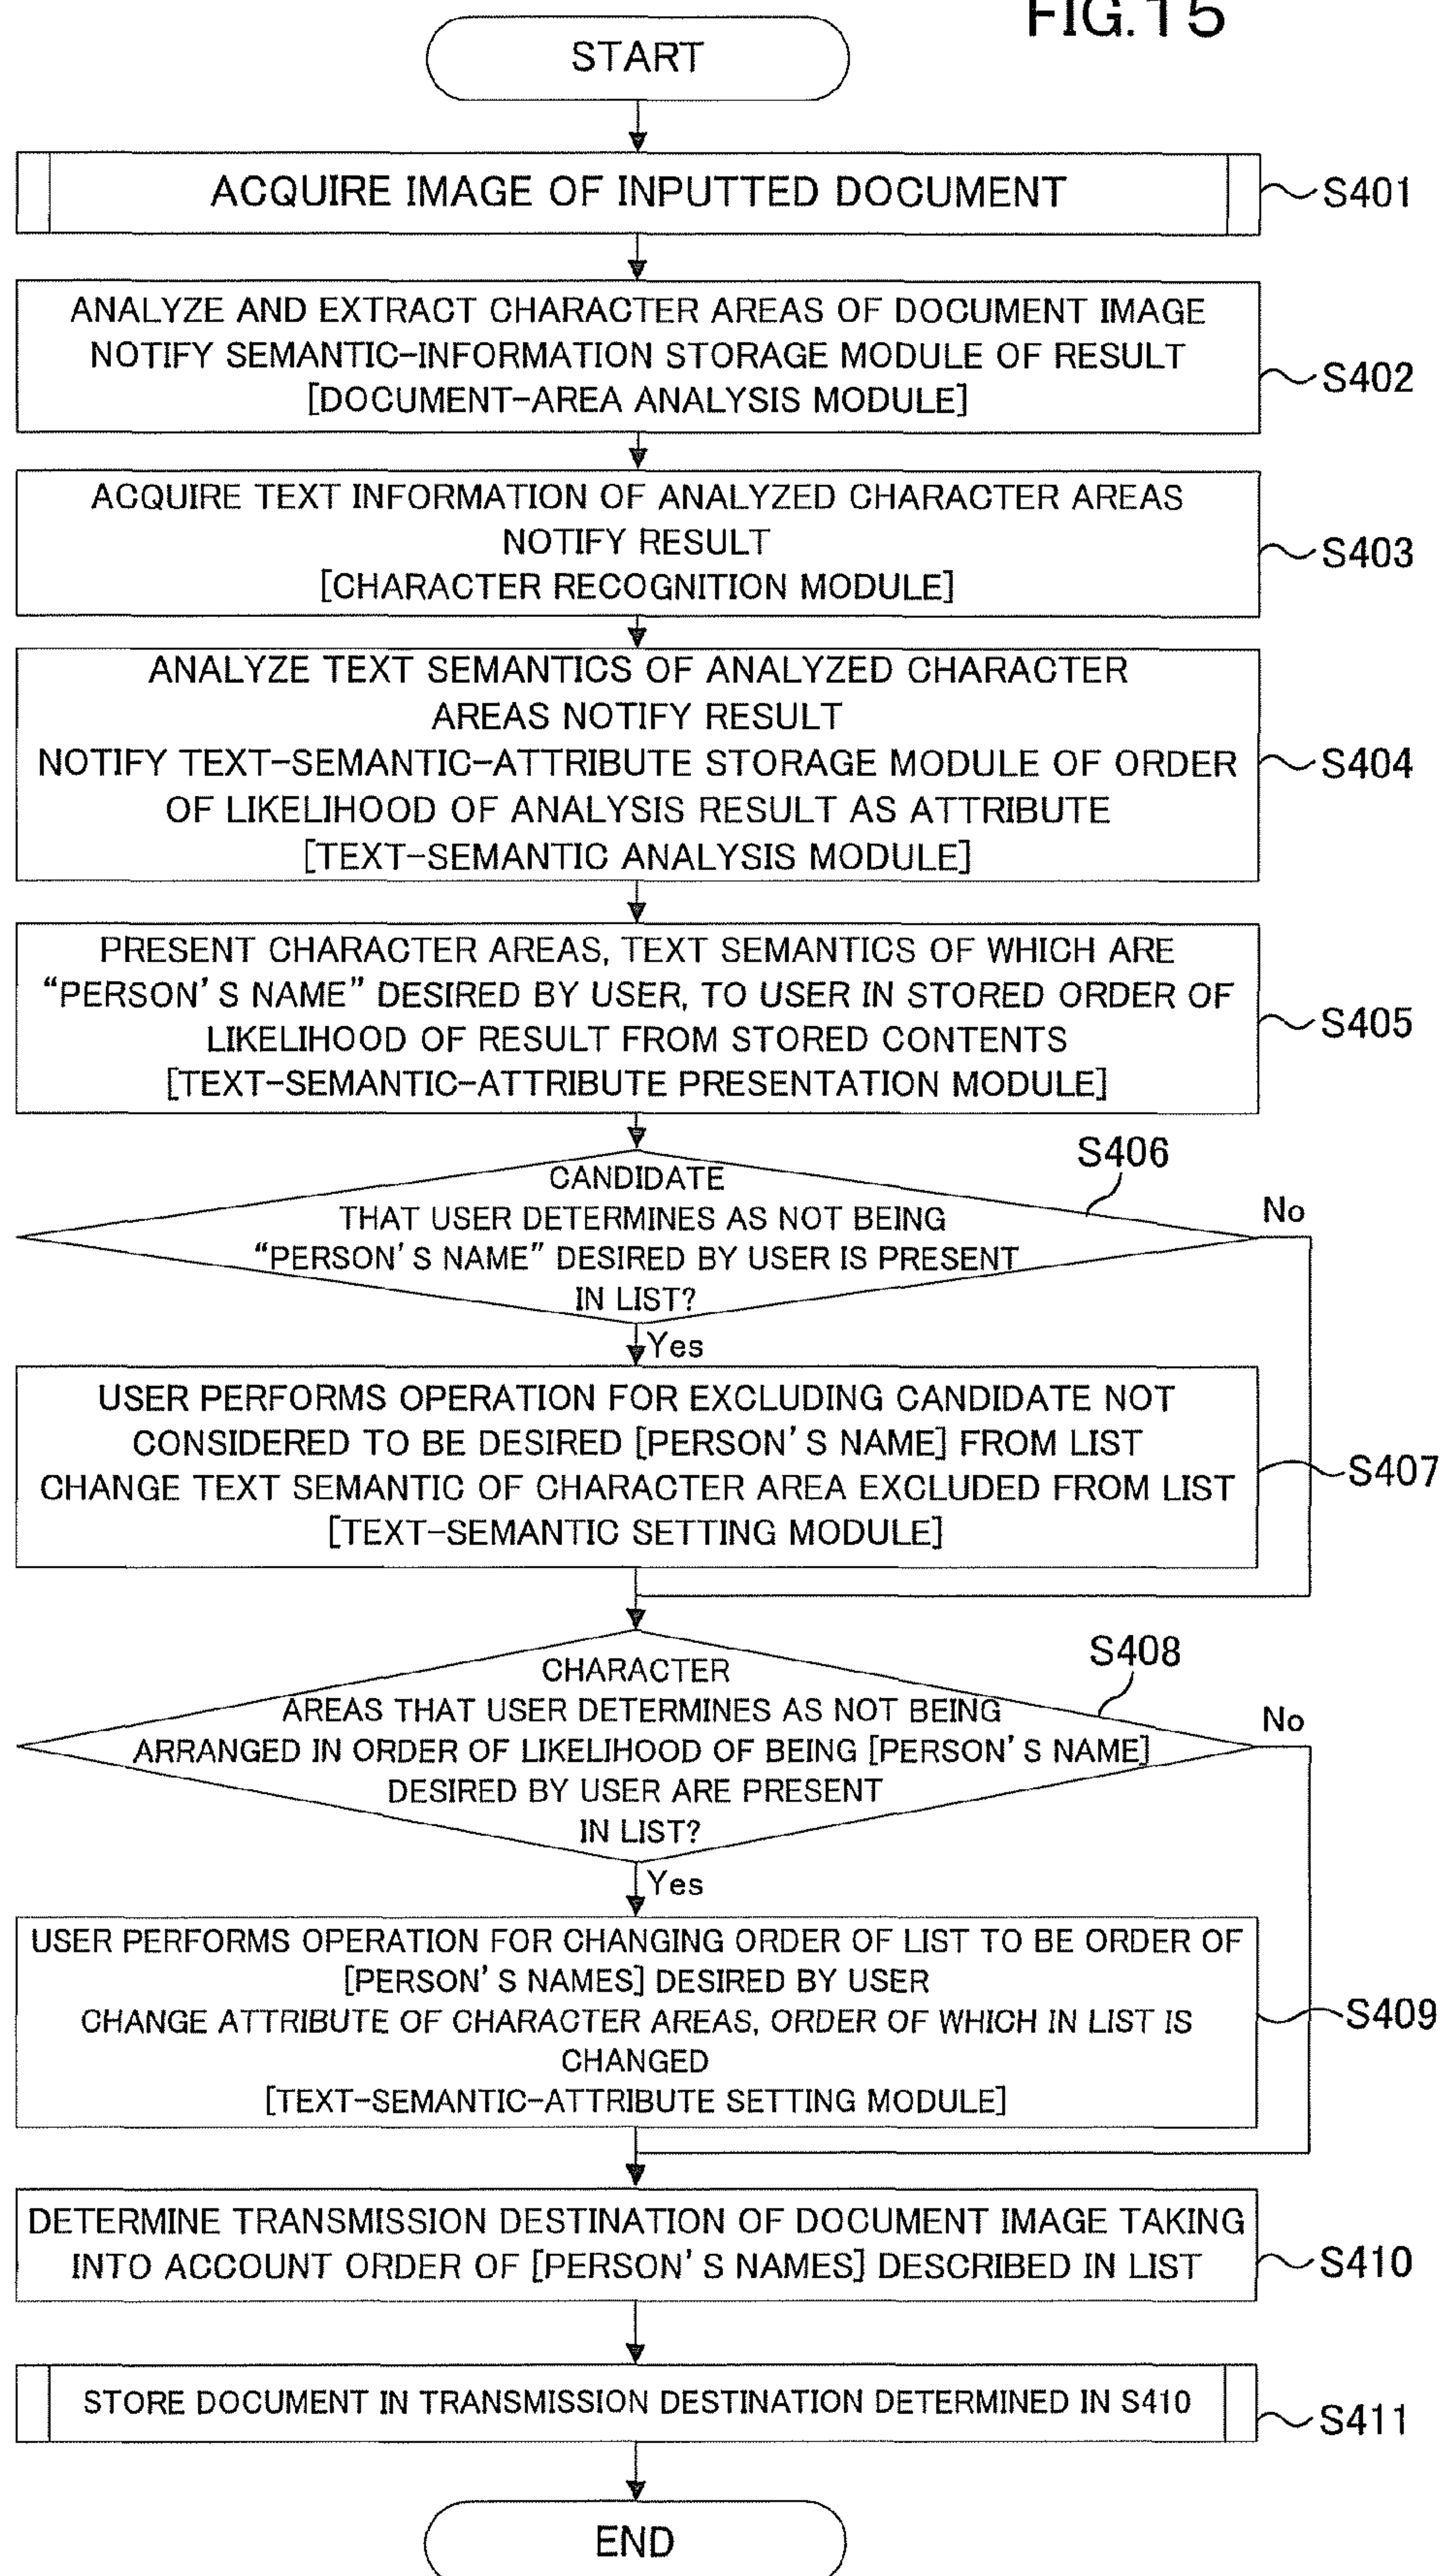 FIG.15
START
ACQUIRE IMAGE OF INPUTTED DOCUMENT
S401
ANALYZE AND EXTRACT CHARACTER AREAS OF DOCUMENT IMAGE
NOTIFY SEMANTIC-INFORMATION STORAGE MODULE OF RESULT
[DOCUMENT-AREA ANALYSIS MODULE]
S402
ACQUIRE TEXT INFORMATION OF ANALYZED CHARACTER AREAS
NOTIFY RESULT
[CHARACTER RECOGNITION MODULE]
S403
ANALYZE TEXT SEMANTICS OF ANALYZED CHARACTER
AREAS NOTIFY RESULT
NOTIFY TEXT-SEMANTIC-ATTRIBUTE STORAGE MODULE OF ORDER
OF LIKELIHOOD OF ANALYSIS RESULT AS ATTRIBUTE
[TEXT-SEMANTIC ANALYSIS MODULE]
S404
PRESENT CHARACTER AREAS, TEXT SEMANTICS OF WHICH ARE
“PERSON’S NAME” DESIRED BY USER, TO USER IN STORED ORDER OF
LIKELIHOOD OF RESULT FROM STORED CONTENTS
[TEXT-SEMANTIC-ATTRIBUTE PRESENTATION MODULE]
S405
S406
CANDIDATE
THAT USER DETERMINES AS NOT BEING
“PERSON’S NAME” DESIRED BY USER IS PRESENT
IN LIST?
No
Yes
USER PERFORMS OPERATION FOR EXCLUDING CANDIDATE NOT
CONSIDERED TO BE DESIRED [PERSON’S NAME] FROM LIST
CHANGE TEXT SEMANTIC OF CHARACTER AREA EXCLUDED FROM LIST
[TEXT-SEMANTIC SETTING MODULE]
S407
S408
CHARACTER
AREAS THAT USER DETERMINES AS NOT BEING
ARRANGED IN ORDER OF LIKELIHOOD OF BEING [PERSON’S NAME]
DESIRED BY USER ARE PRESENT
IN LIST?
No
Yes
USER PERFORMS OPERATION FOR CHANGING ORDER OF LIST TO BE ORDER OF
[PERSON’S NAMES] DESIRED BY USER
CHANGE ATTRIBUTE OF CHARACTER AREAS, ORDER OF WHICH IN LIST IS
CHANGED
[TEXT-SEMANTIC-ATTRIBUTE SETTING MODULE]
S409
DETERMINE TRANSMISSION DESTINATION OF DOCUMENT IMAGE TAKING
INTO ACCOUNT ORDER OF [PERSON’S NAMES] DESCRIBED IN LIST
S410
STORE DOCUMENT IN TRANSMISSION DESTINATION DETERMINED IN S410
S411
END